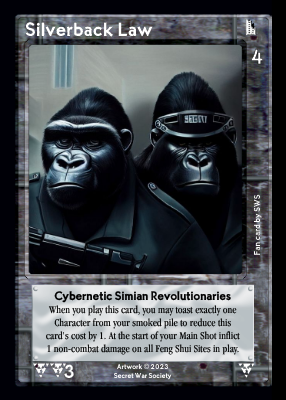 Silverback Law
4
Fan card by SWS
Cybernetic Simian Revolutionaries
When you play this card, you may toast exactly one
Character from your smoked pile to reduce this
card's cost by 1. At the start of your Main Shot inflict
1 non-combat damage on all Feng Shui Sites in play.
3
Artwork © 2023
Secret War Society